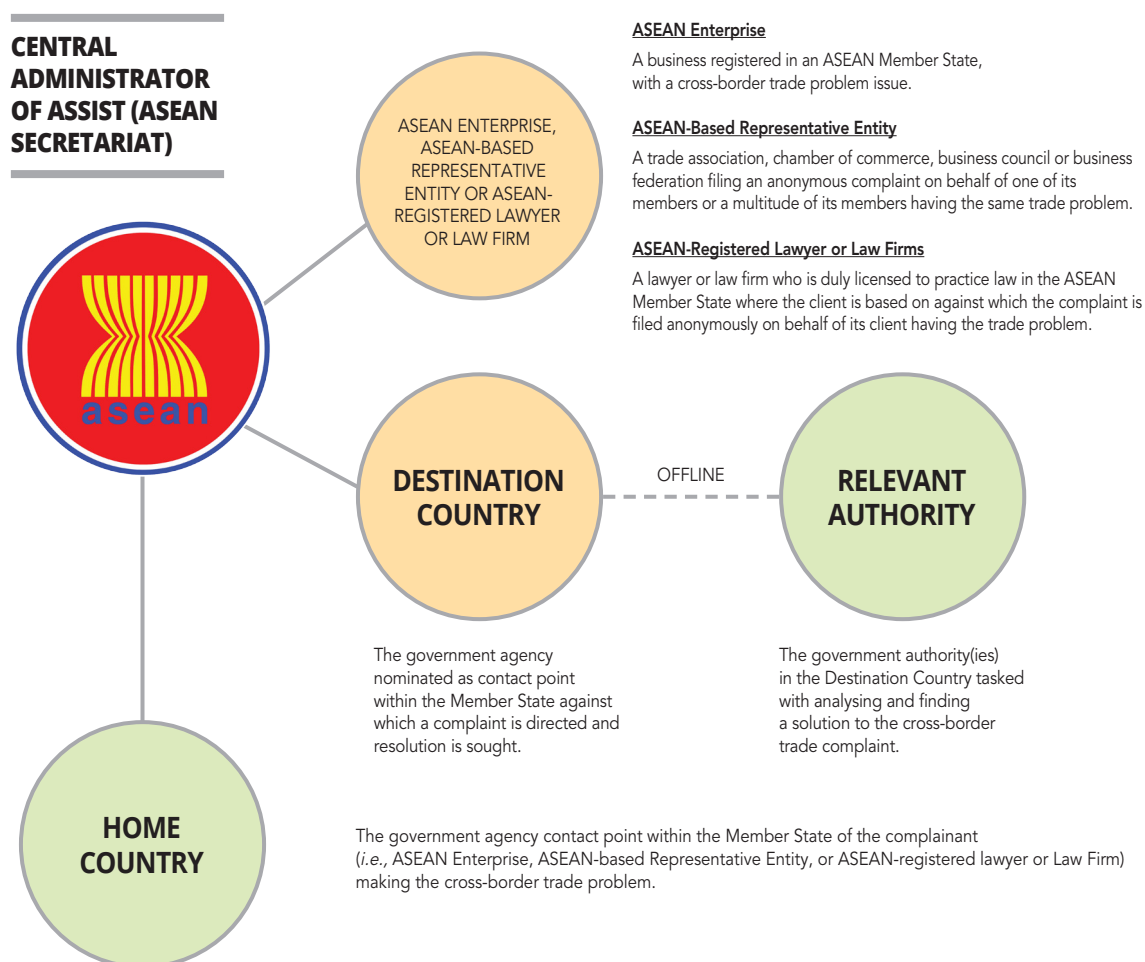 CENTRAL
ADMINISTRATOR
OF ASSIST (ASEAN
SECRETARIAT)
asean
ASEAN ENTERPRISE,
ASEAN-BASED
REPRESENTATIVE
ENTITY OR ASEAN-
REGISTERED LAWYER
OR LAW FIRM
ASEAN Enterprise
A business registered in an ASEAN Member State,
with a cross-border trade problem issue.
ASEAN-Based Representative Entity
A trade association, chamber of commerce, business council or business
federation filing an anonymous complaint on behalf of one of its
members or a multitude of its members having the same trade problem.
ASEAN-Registered Lawyer or Law Firms
A lawyer or law firm who is duly licensed to practice law in the ASEAN
Member State where the client is based on against which the complaint is
filed anonymously on behalf of its client having the trade problem.
DESTINATION
COUNTRY
OFFLINE
RELEVANT
AUTHORITY
The government agency
nominated as contact point
within the Member State against
which a complaint is directed and
resolution is sought.
The government authority(ies)
in the Destination Country tasked
with analysing and finding
a solution to the cross-border
trade complaint.
HOME
COUNTRY
The government agency contact point within the Member State of the complainant
(i.e., ASEAN Enterprise, ASEAN-based Representative Entity, or ASEAN-registered lawyer or Law Firm)
making the cross-border trade problem.